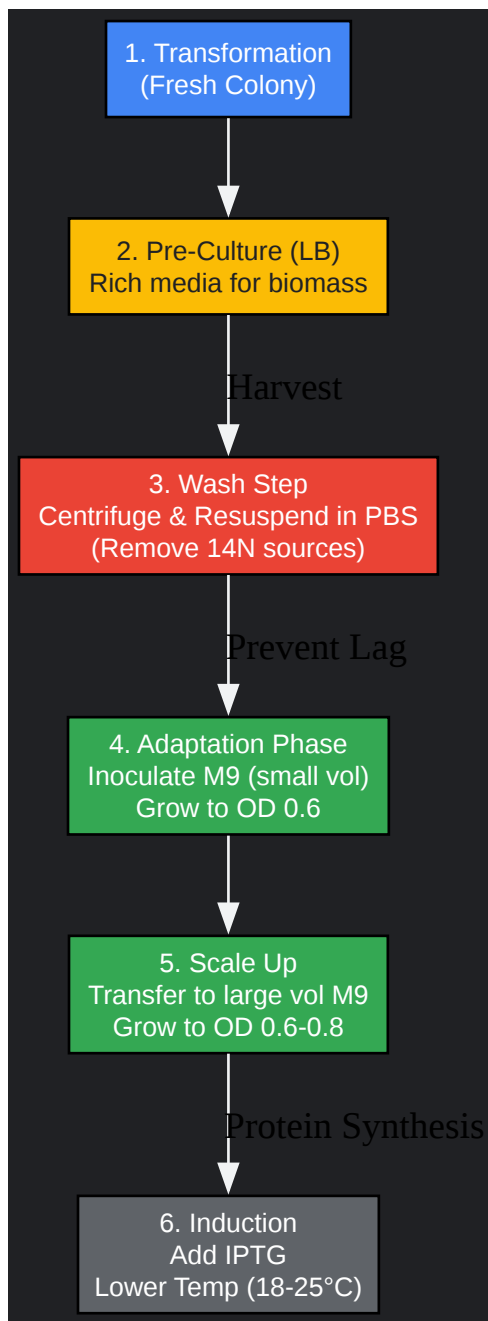 1. Transformation
(Fresh Colony)
2. Pre-Culture (LB)
Rich media for biomass
Harvest
3. Wash Step
Centrifuge & Resuspend in PBS
(Remove 14N sources)
Prevent Lag
4. Adaptation Phase
Inoculate M9 (small vol)
Grow to OD 0.6
5. Scale Up
Transfer to large vol M9
Grow to OD 0.6-0.8
Protein Synthesis
6. Induction
Add IPTG
Lower Temp (18-25°C)